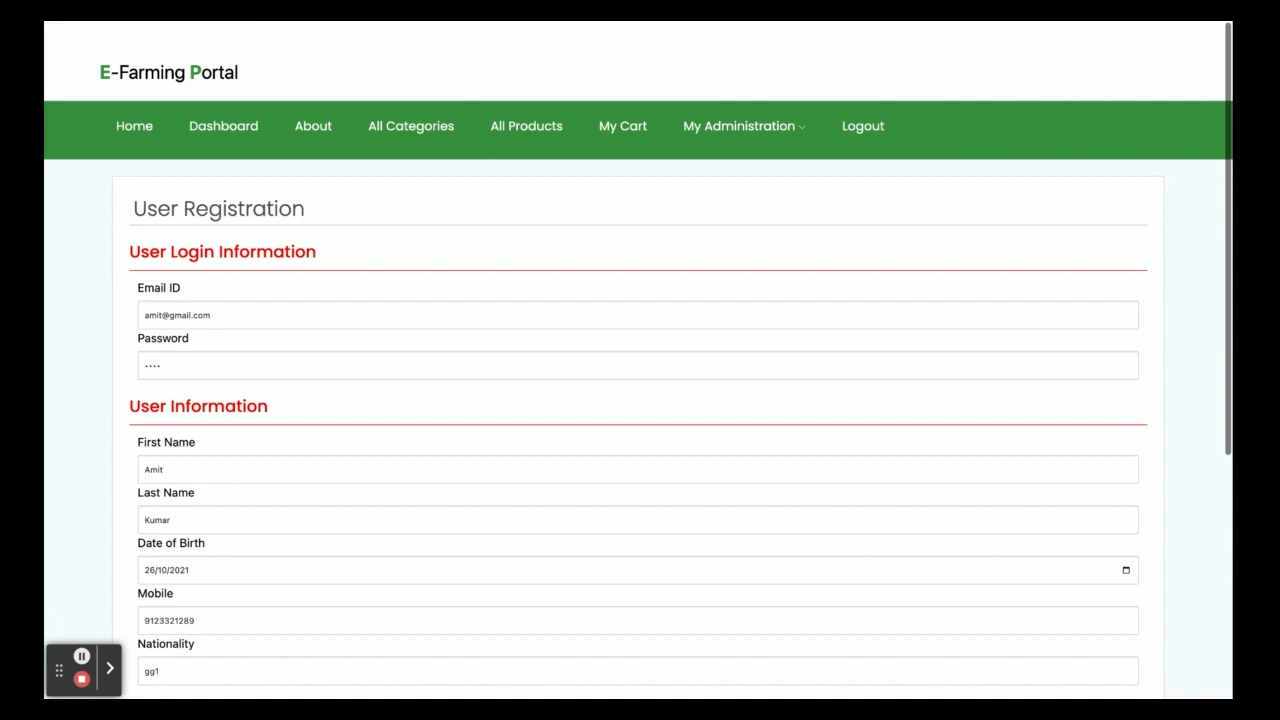 E-Farming Portal
Home Dashboard About All Categories All Products My Cart My Administration Logout
User Registration
User Login Information
Email ID
amit@gmail.com
Password
····
User Information
First Name
Amit
Last Name
Kumar
Date of Birth
26/10/2021
Mobile
9123321289
Nationality
gg1